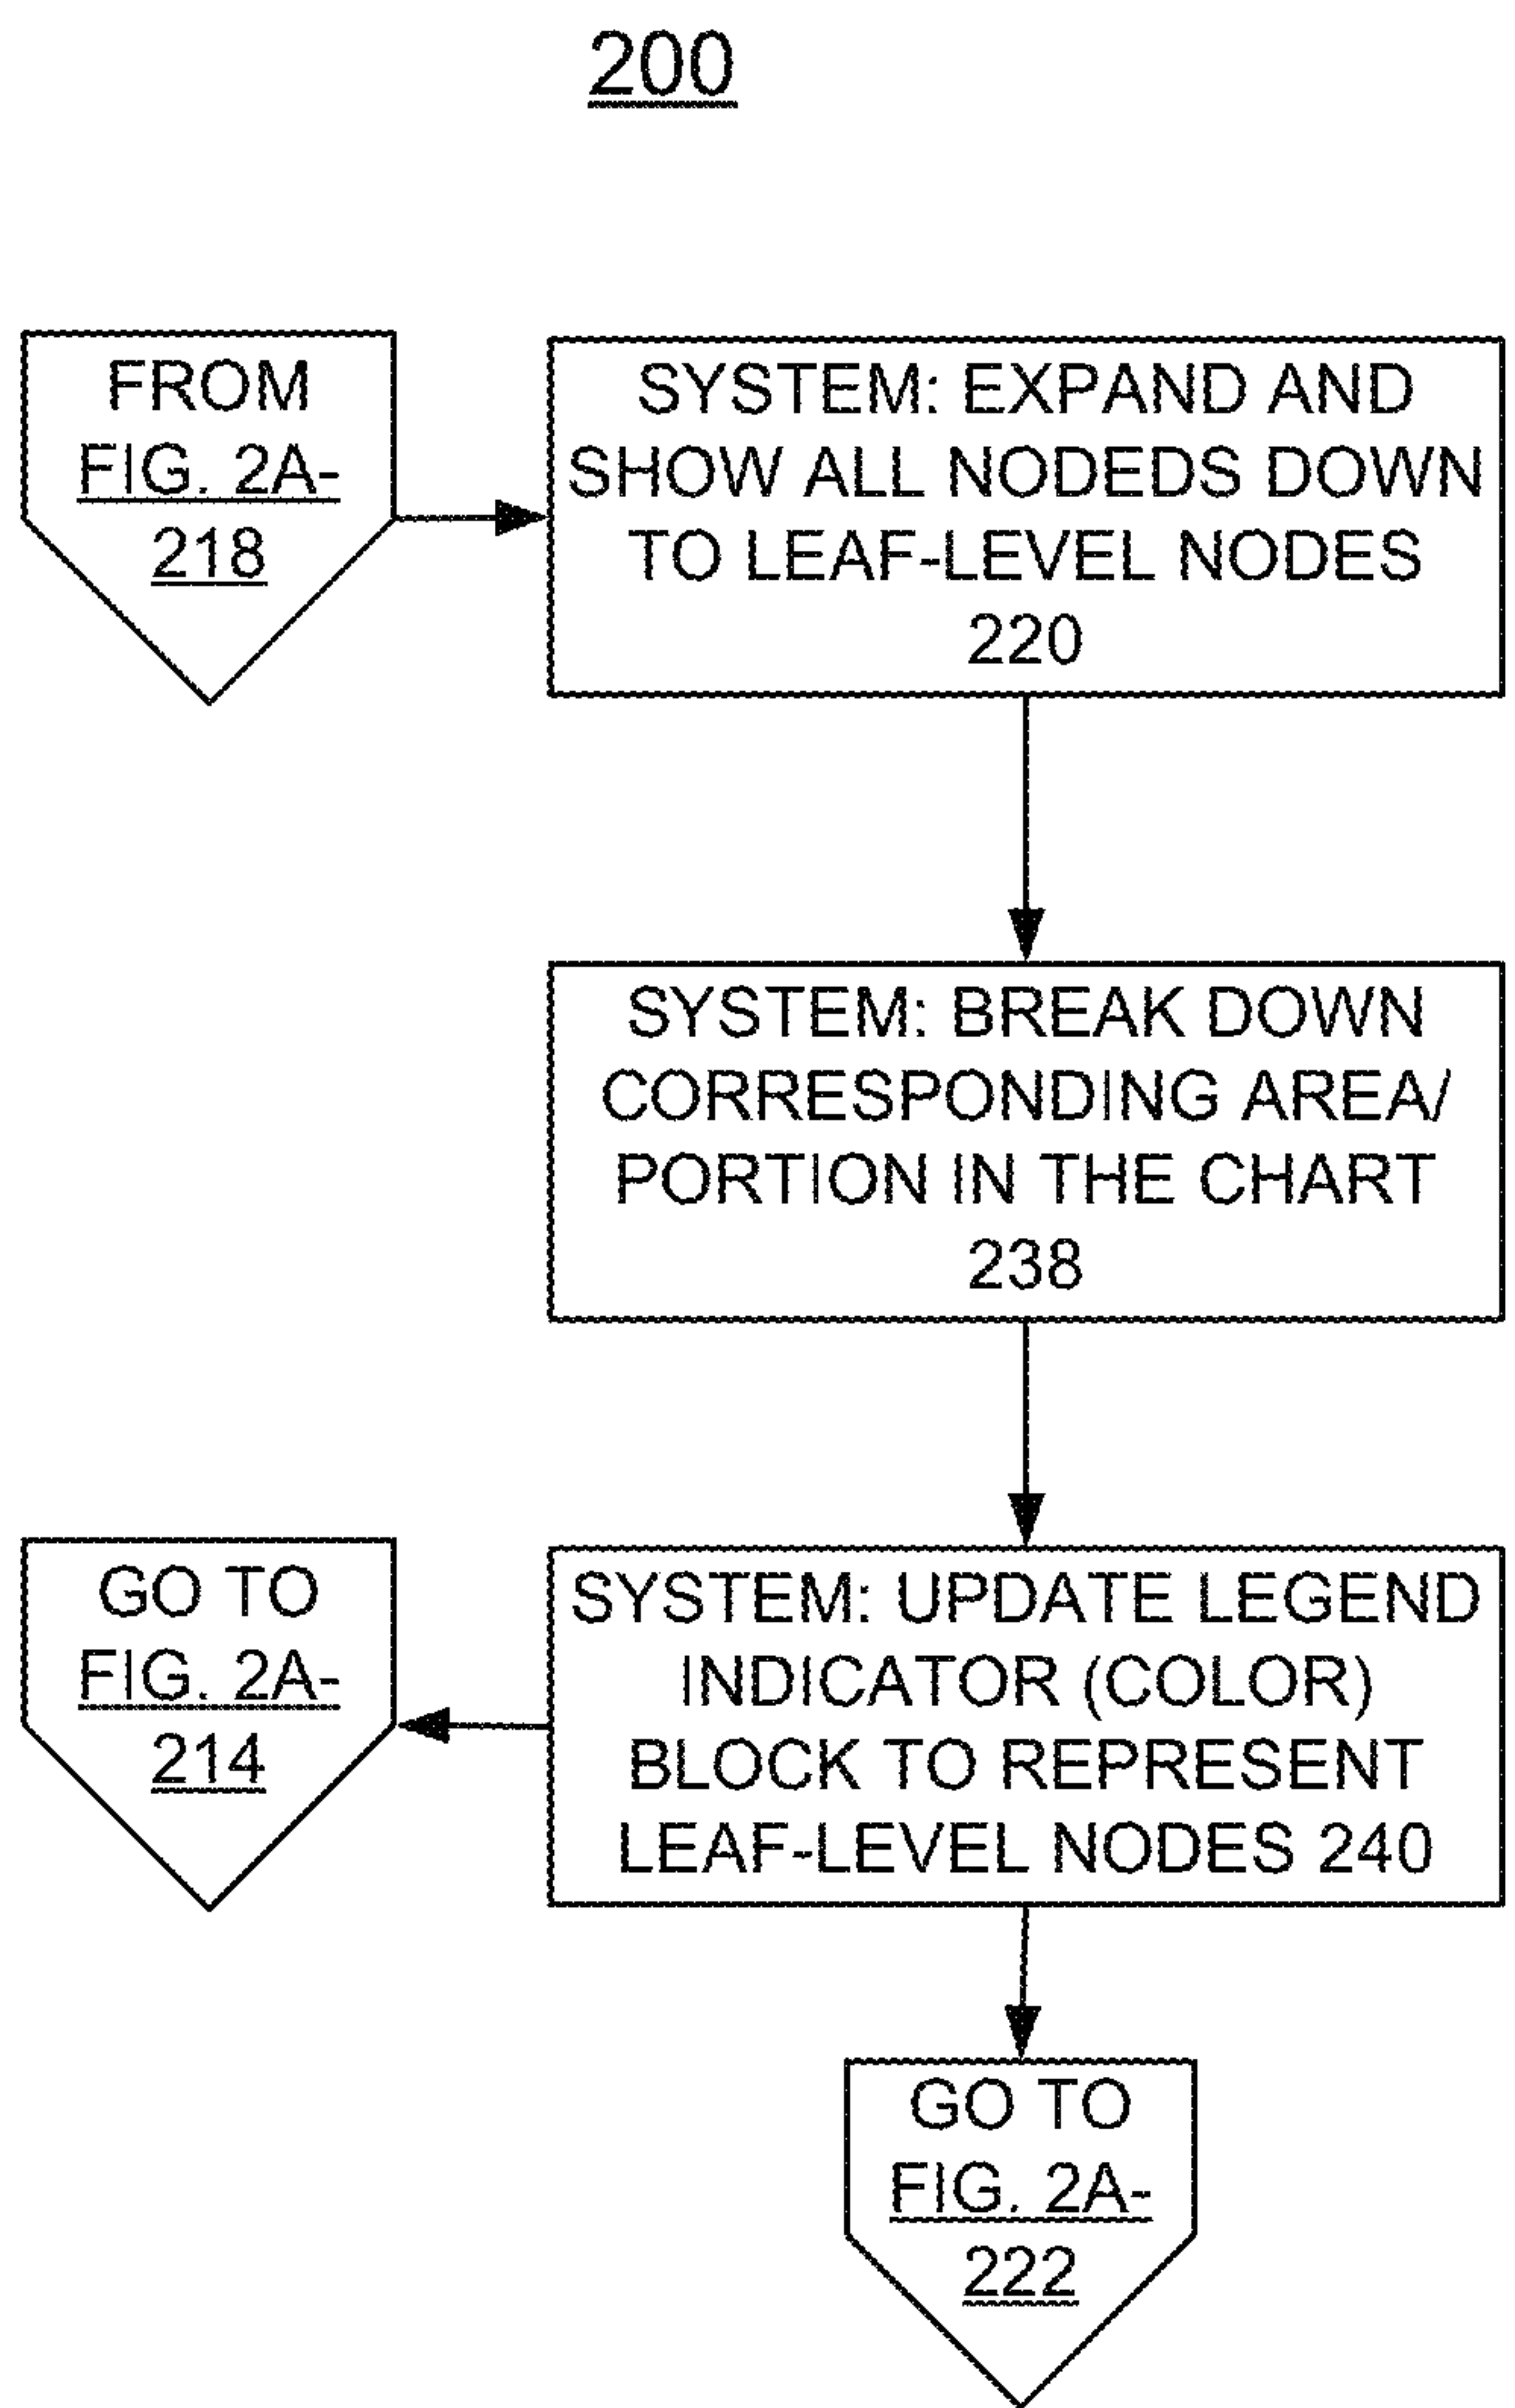 200
FROM
FIG. 2A-
218
SYSTEM: EXPAND AND
SHOW ALL NODEDS DOWN
TO LEAF-LEVEL NODES
220
SYSTEM: BREAK DOWN
CORRESPONDING AREA/
PORTION IN THE CHART
238
GO TO
FIG. 2A-
214
SYSTEM: UPDATE LEGEND
INDICATOR (COLOR)
BLOCK TO REPRESENT
LEAF-LEVEL NODES 240
GO TO
FIG. 2A-
222